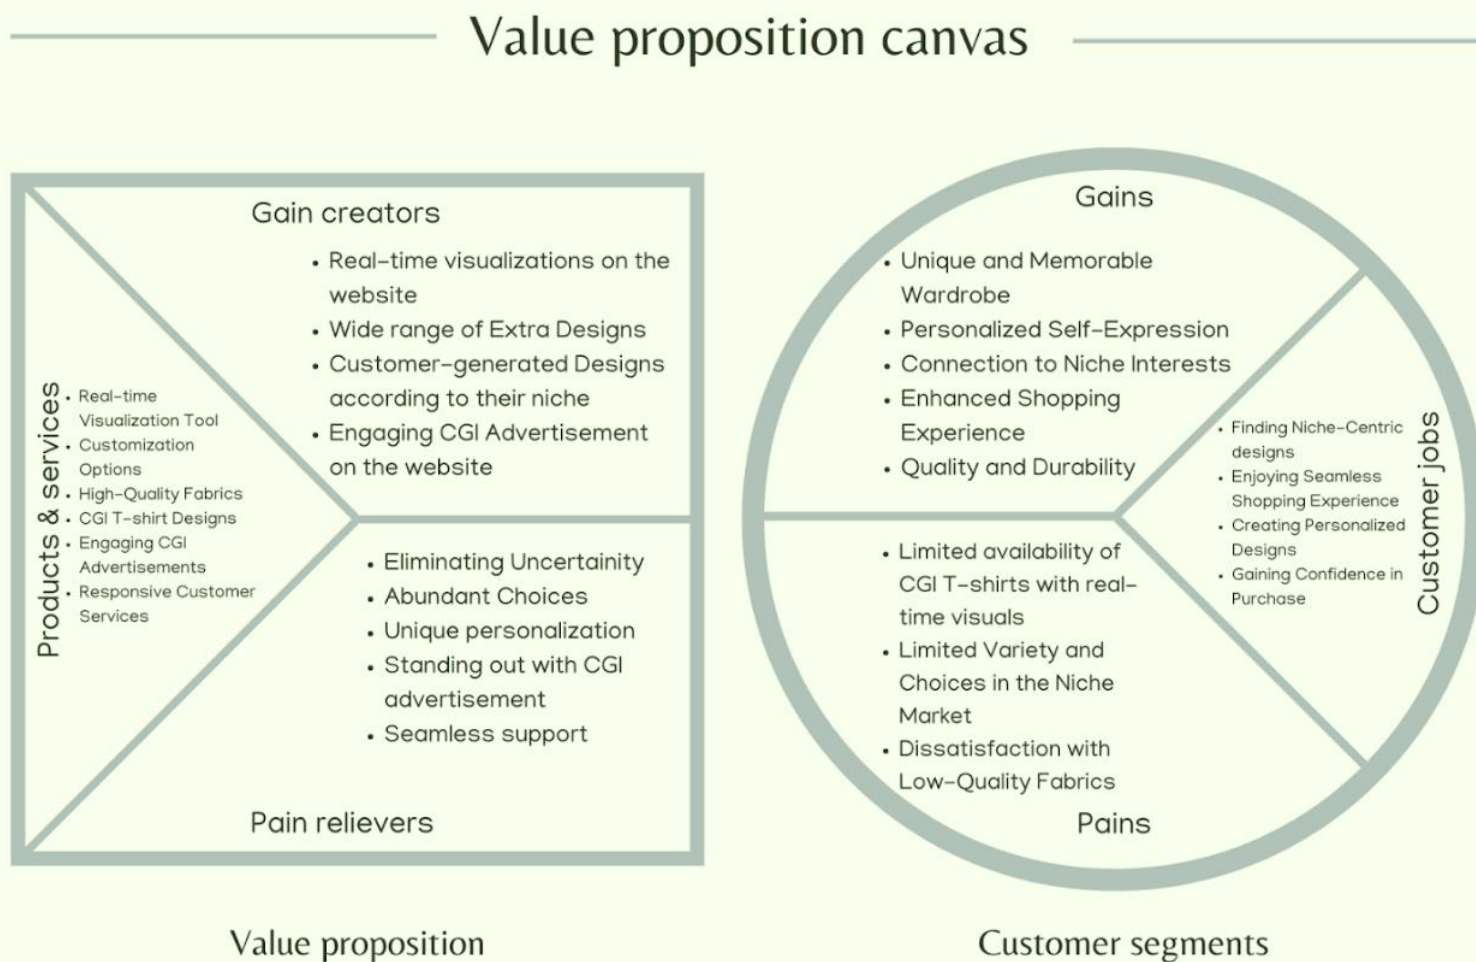 Value proposition canvas
Gain creators
• Real-time visualizations on the
website
• Wide range of Extra Designs
• Customer-generated Designs
according to their niche
• Engaging CGI Advertisement
on the website
Products & services
• Real-time
Visualization Tool
• Customization
Options
• High-Quality Fabrics
• CGI T-shirt Designs
• Engaging CGI
Advertisements
• Responsive Customer
Services
• Eliminating Uncertainity
• Abundant Choices
• Unique personalization
• Standing out with CGI
advertisement
• Seamless support
Pain relievers
Value proposition
Gains
• Unique and Memorable
Wardrobe
• Personalized Self-Expression
• Connection to Niche Interests
• Enhanced Shopping
Experience
• Quality and Durability
• Finding Niche-Centric
designs
• Enjoying Seamless
Shopping Experience
• Creating Personalized
Designs
• Gaining Confidence in
Purchase
Customer jobs
• Limited availability of
CGI T-shirts with real-
time visuals
• Limited Variety and
Choices in the Niche
Market
• Dissatisfaction with
Low-Quality Fabrics
Pains
Customer segments